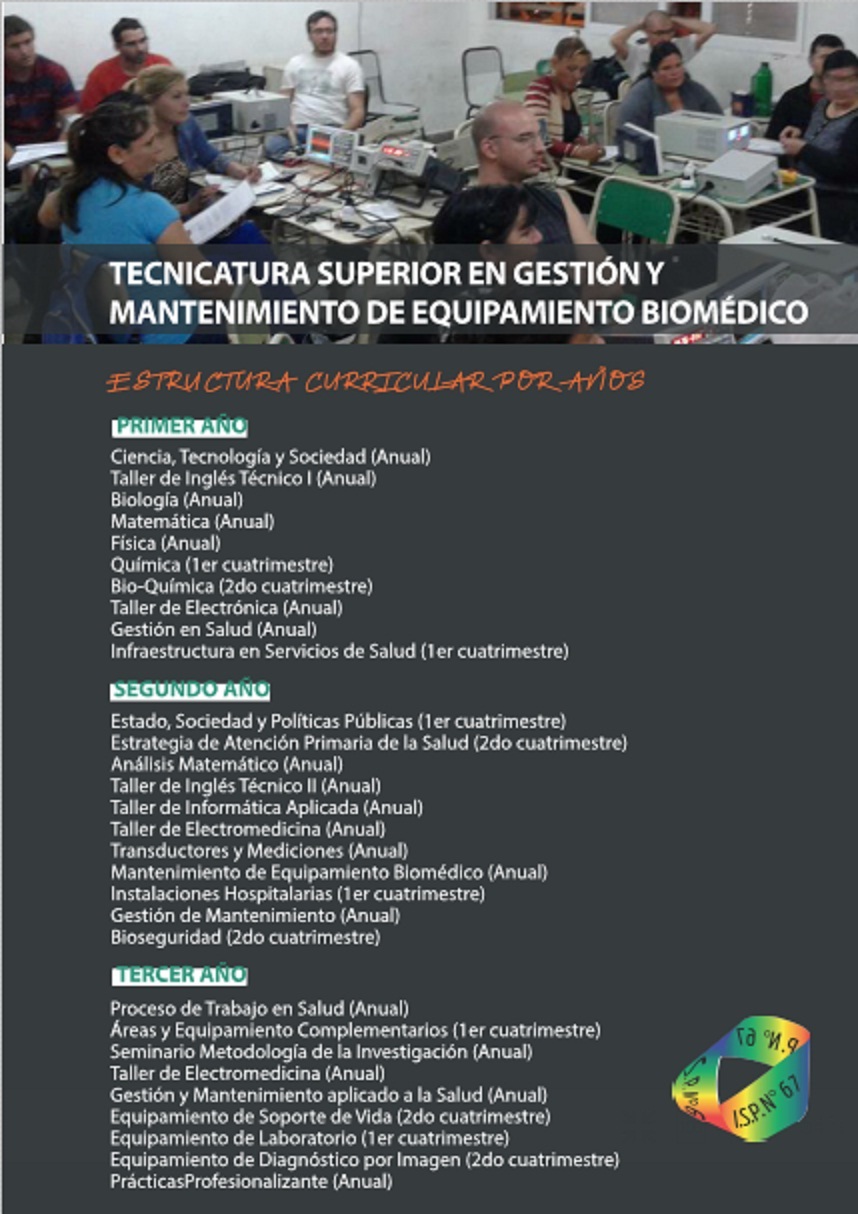 TECNICATURA SUPERIOR EN GESTIÓN Y
MANTENIMIENTO DE EQUIPAMIENTO BIOMÉDICO
ESTRUCTURA CURRICULAR POR AÑOS
PRIMER AÑO
Ciencia, Tecnología y Sociedad (Anual)
Taller de Inglés Técnico I (Anual)
Biología (Anual)
Matemática (Anual)
Física (Anual)
Química (1er cuatrimestre)
Bio-Química (2do cuatrimestre)
Taller de Electrónica (Anual)
Gestión en Salud (Anual)
Infraestructura en Servicios de Salud (1er cuatrimestre)
SEGUNDO AÑO
Estado, Sociedad y Políticas Públicas (1er cuatrimestre)
Estrategia de Atención Primaria de la Salud (2do cuatrimestre)
Análisis Matemático (Anual)
Taller de Inglés Técnico II (Anual)
Taller de Informática Aplicada (Anual)
Taller de Electromedicina (Anual)
Transductores y Mediciones (Anual)
Mantenimiento de Equipamiento Biomédico (Anual)
Instalaciones Hospitalarias (1er cuatrimestre)
Gestión de Mantenimiento (Anual)
Bioseguridad (2do cuatrimestre)
TERCER AÑO
Proceso de Trabajo en Salud (Anual)
Áreas y Equipamiento Complementarios (1er cuatrimestre)
Seminario Metodología de la Investigación (Anual)
Taller de Electromedicina (Anual)
Gestión y Mantenimiento aplicado a la Salud (Anual)
Equipamiento de Soporte de Vida (2do cuatrimestre)
Equipamiento de Laboratorio (1er cuatrimestre)
Equipamiento de Diagnóstico por Imagen (2do cuatrimestre)
PrácticasProfesionalizante (Anual)
I.S.P.N° 67